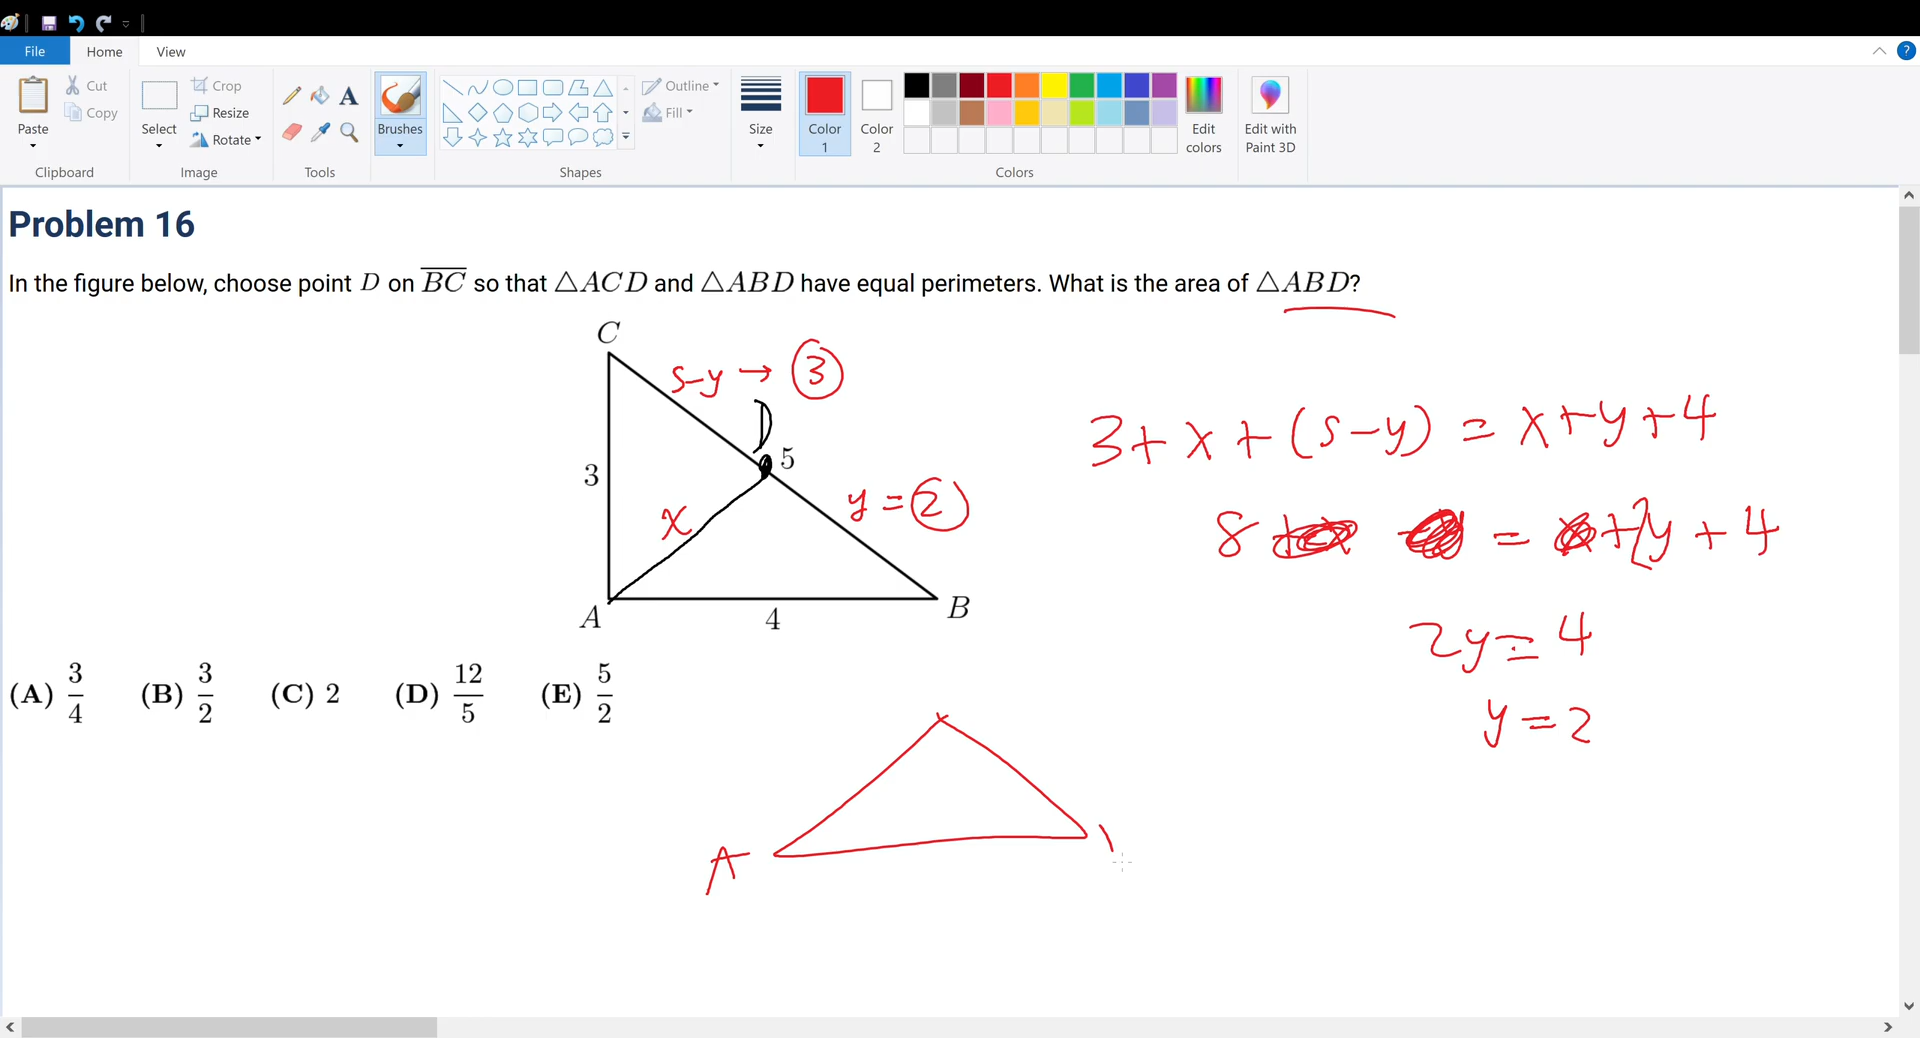 File Home View
Paste Cut Copy Clipboard
Select Crop Resize Rotate Image
A Tools
Brushes
Shapes
Outline Fill
Size
Color 1 Color 2 Edit colors Edit with Paint 3D Colors
?
Problem 16
In the figure below, choose point D on BC so that △ACD and △ABD have equal perimeters. What is the area of △ABD?
C
5-y → 3
D
3 + x + (5-y) = x + y + 4
3
5
x
y = 2
8 = +2y + 4
A
4
B
2y = 4
(A) 3/4 (B) 3/2 (C) 2 (D) 12/5 (E) 5/2
y = 2
A